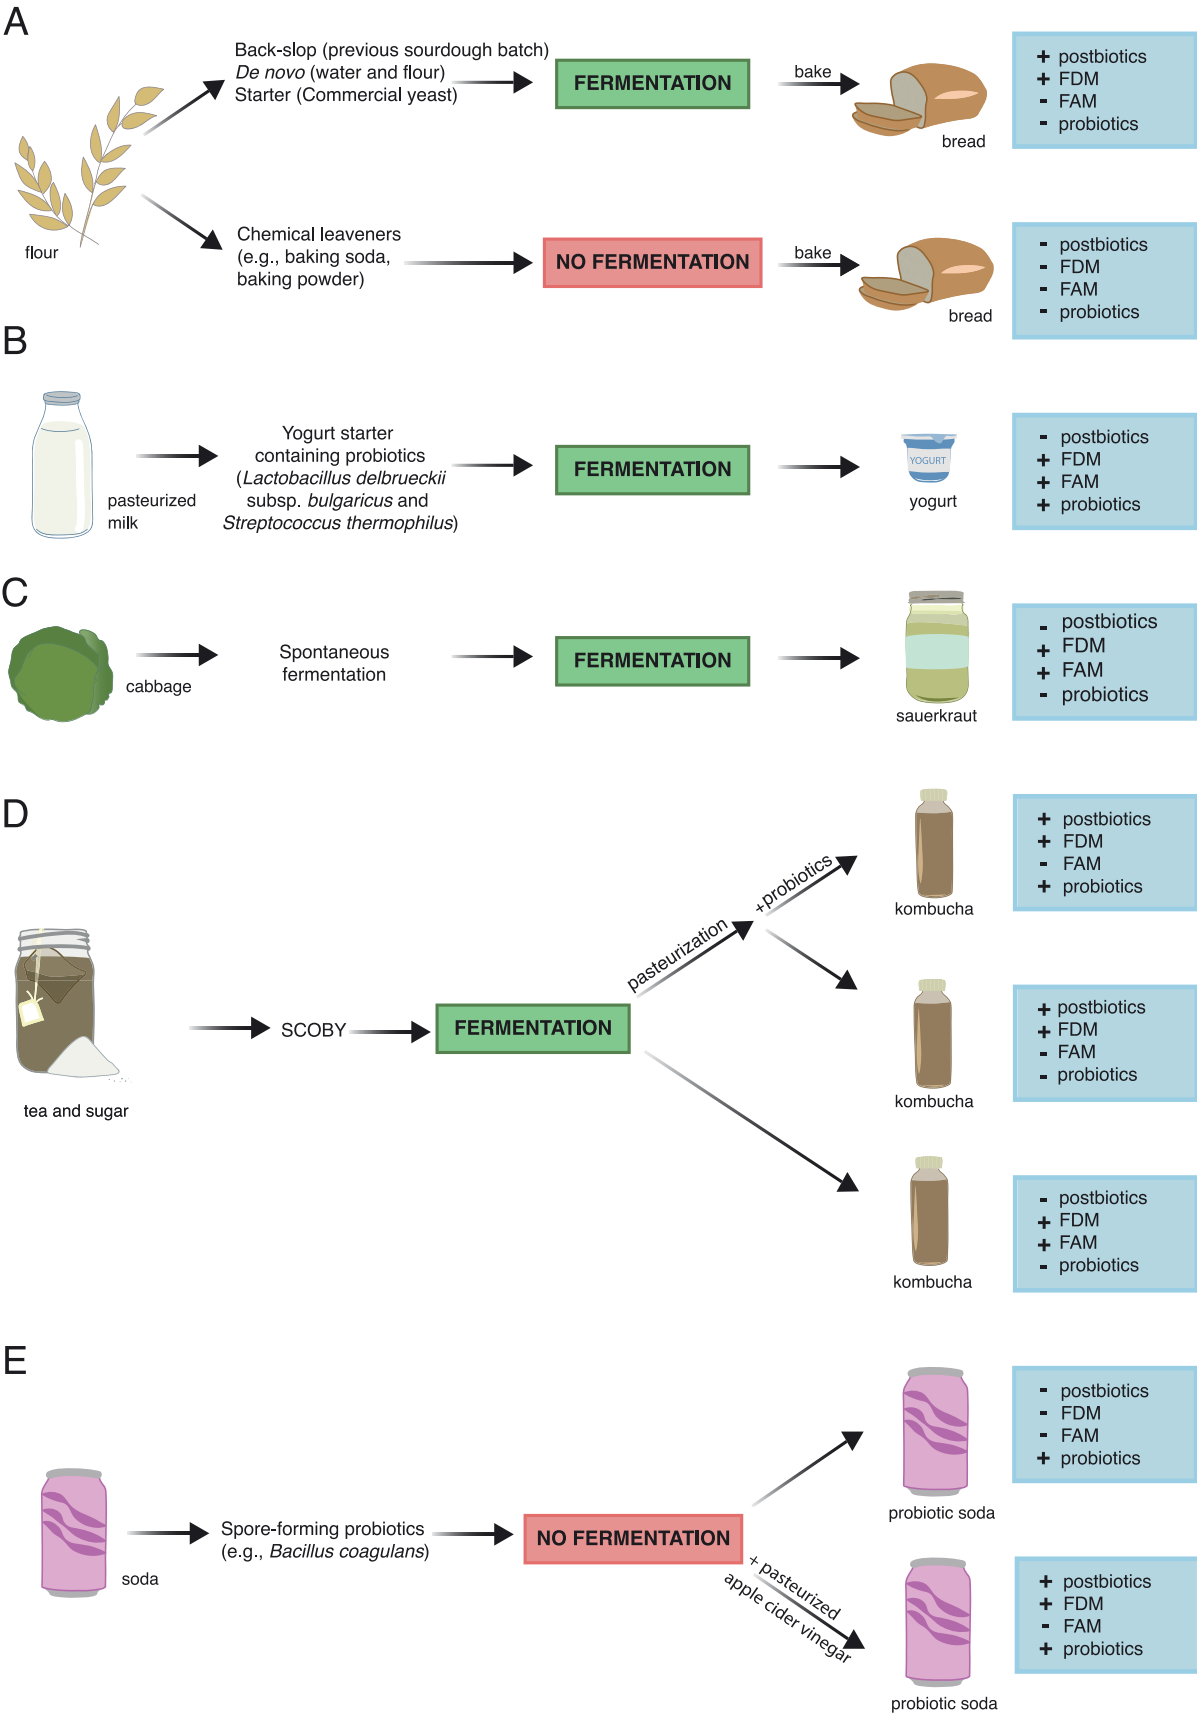 A
Back-slop (previous sourdough batch)
De novo (water and flour)
Starter (Commercial yeast)
FERMENTATION
bake
bread
+ postbiotics
+ FDM
- FAM
- probiotics
flour
Chemical leaveners
(e.g., baking soda,
baking powder)
NO FERMENTATION
bake
bread
- postbiotics
- FDM
- FAM
- probiotics
B
pasteurized
milk
Yogurt starter
containing probiotics
(Lactobacillus delbrueckii
subsp. bulgaricus and
Streptococcus thermophilus)
FERMENTATION
YOGURT
yogurt
- postbiotics
+ FDM
+ FAM
+ probiotics
C
cabbage
Spontaneous
fermentation
FERMENTATION
sauerkraut
- postbiotics
+ FDM
+ FAM
- probiotics
D
tea and sugar
SCOBY
FERMENTATION
pasteurization
+probiotics
kombucha
+ postbiotics
+ FDM
- FAM
+ probiotics
kombucha
+ postbiotics
+ FDM
- FAM
- probiotics
kombucha
- postbiotics
+ FDM
+ FAM
- probiotics
E
soda
Spore-forming probiotics
(e.g., Bacillus coagulans)
NO FERMENTATION
probiotic soda
- postbiotics
- FDM
- FAM
+ probiotics
+ pasteurized
apple cider vinegar
probiotic soda
+ postbiotics
+ FDM
- FAM
+ probiotics